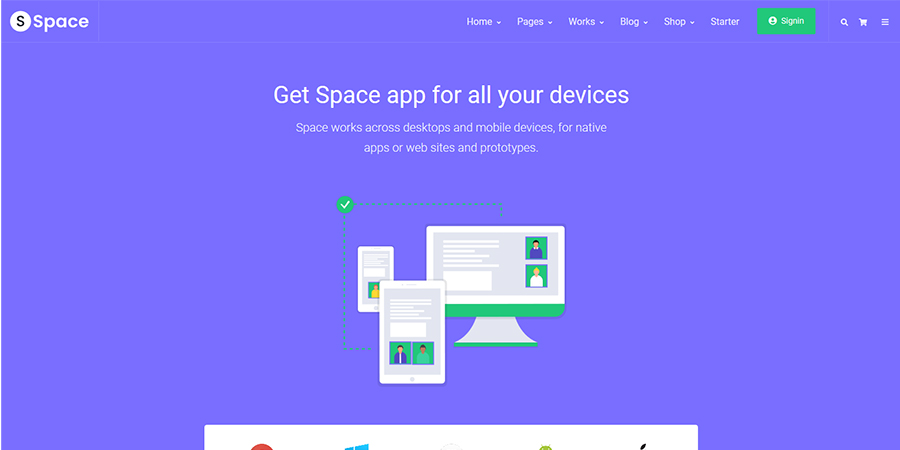 S Space
Home Pages Works Blog Shop Starter Signin
Get Space app for all your devices
Space works across desktops and mobile devices, for native
apps or web sites and prototypes.